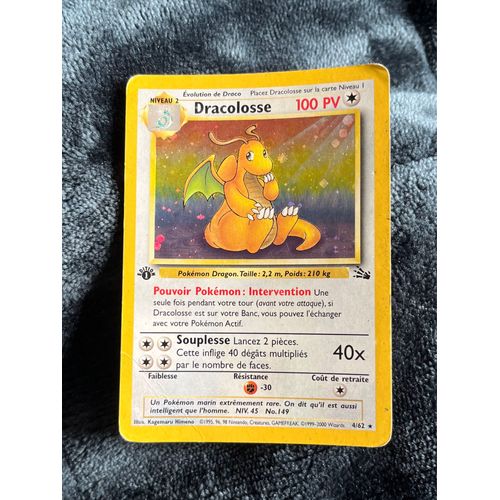 Évolution de Draco Placez Dracolosse sur la carte Niveau 1
NIVEAU 2
Dracolosse 100 PV
Pokémon Dragon. Taille: 2,2 m, Poids: 210 kg
Pouvoir Pokémon: Intervention Une
seule fois pendant votre tour (avant votre attaque), si
Dracolosse est sur votre Banc, vous pouvez l'échanger
avec votre Pokémon Actif.
Souplesse Lancez 2 pièces.
Cette inflige 40 dégâts multipliés
par le nombre de faces.
40x
Faiblesse Résistance Coût de retraite
-30
Un Pokémon marin extrêmement rare. On dit qu'il est aussi
intelligent que l'homme. NIV. 45 No. 149
Illus. Kagemaru Himeno ©1995, 96, 98 Nintendo, Creatures, GAMEFREAK. ©1999-2000 Wizards. 4/62